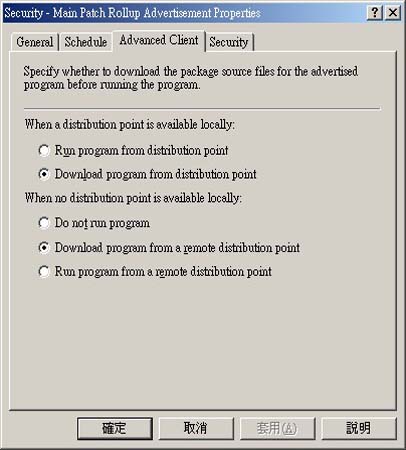 Security - Main Patch Rollup Advertisement Properties
General Schedule Advanced Client Security
Specify whether to download the package source files for the advertised
program before running the program.
When a distribution point is available locally:
Run program from distribution point
Download program from distribution point
When no distribution point is available locally:
Do not run program
Download program from a remote distribution point
Run program from a remote distribution point
確定 取消 套用(A) 說明